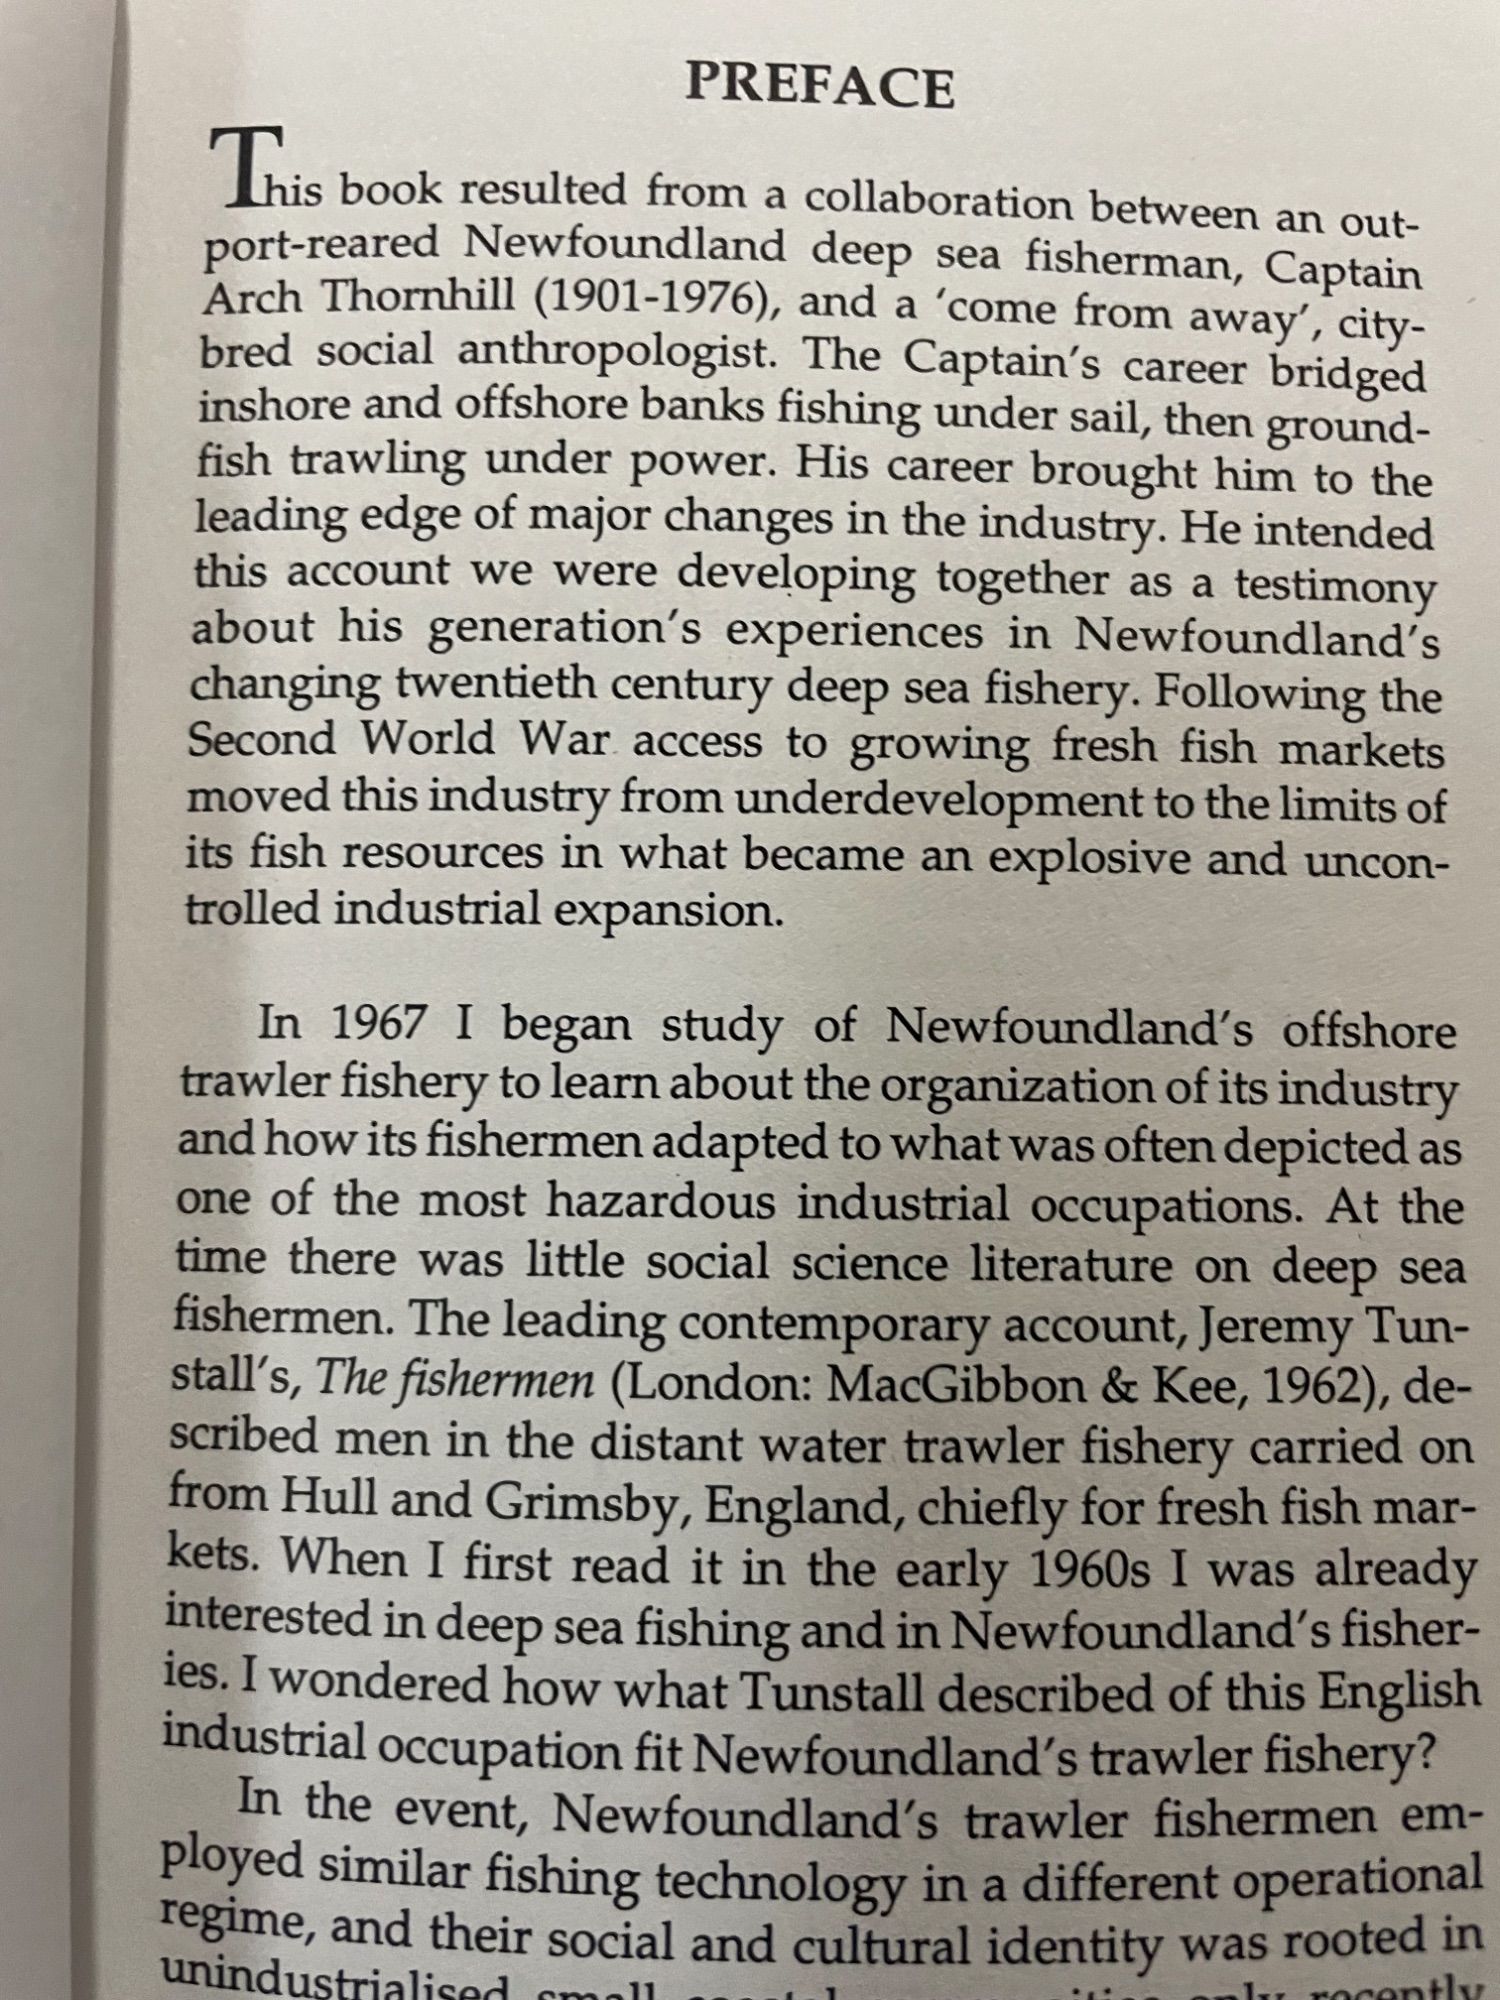 PREFACE
This book resulted from a collaboration between an out-
port-reared Newfoundland deep sea fisherman, Captain
Arch Thornhill (1901-1976), and a 'come from away', city-
bred social anthropologist. The Captain's career bridged
inshore and offshore banks fishing under sail, then ground-
fish trawling under power. His career brought him to the
leading edge of major changes in the industry. He intended
this account we were developing together as a testimony
about his generation's experiences in Newfoundland's
changing twentieth century deep sea fishery. Following the
Second World War access to growing fresh fish markets
moved this industry from underdevelopment to the limits of
its fish resources in what became an explosive and uncon-
trolled industrial expansion.
In 1967 I began study of Newfoundland's offshore
trawler fishery to learn about the organization of its industry
and how its fishermen adapted to what was often depicted as
one of the most hazardous industrial occupations. At the
time there was little social science literature on deep sea
fishermen. The leading contemporary account, Jeremy Tun-
stall's, The fishermen (London: MacGibbon & Kee, 1962), de-
scribed men in the distant water trawler fishery carried on
from Hull and Grimsby, England, chiefly for fresh fish mar-
kets. When I first read it in the early 1960s I was already
interested in deep sea fishing and in Newfoundland's fisher-
ies. I wondered how what Tunstall described of this English
industrial occupation fit Newfoundland's trawler fishery?
In the event, Newfoundland's trawler fishermen em-
ployed similar fishing technology in a different operational
regime, and their social and cultural identity was rooted in
unindustrialised small only recently